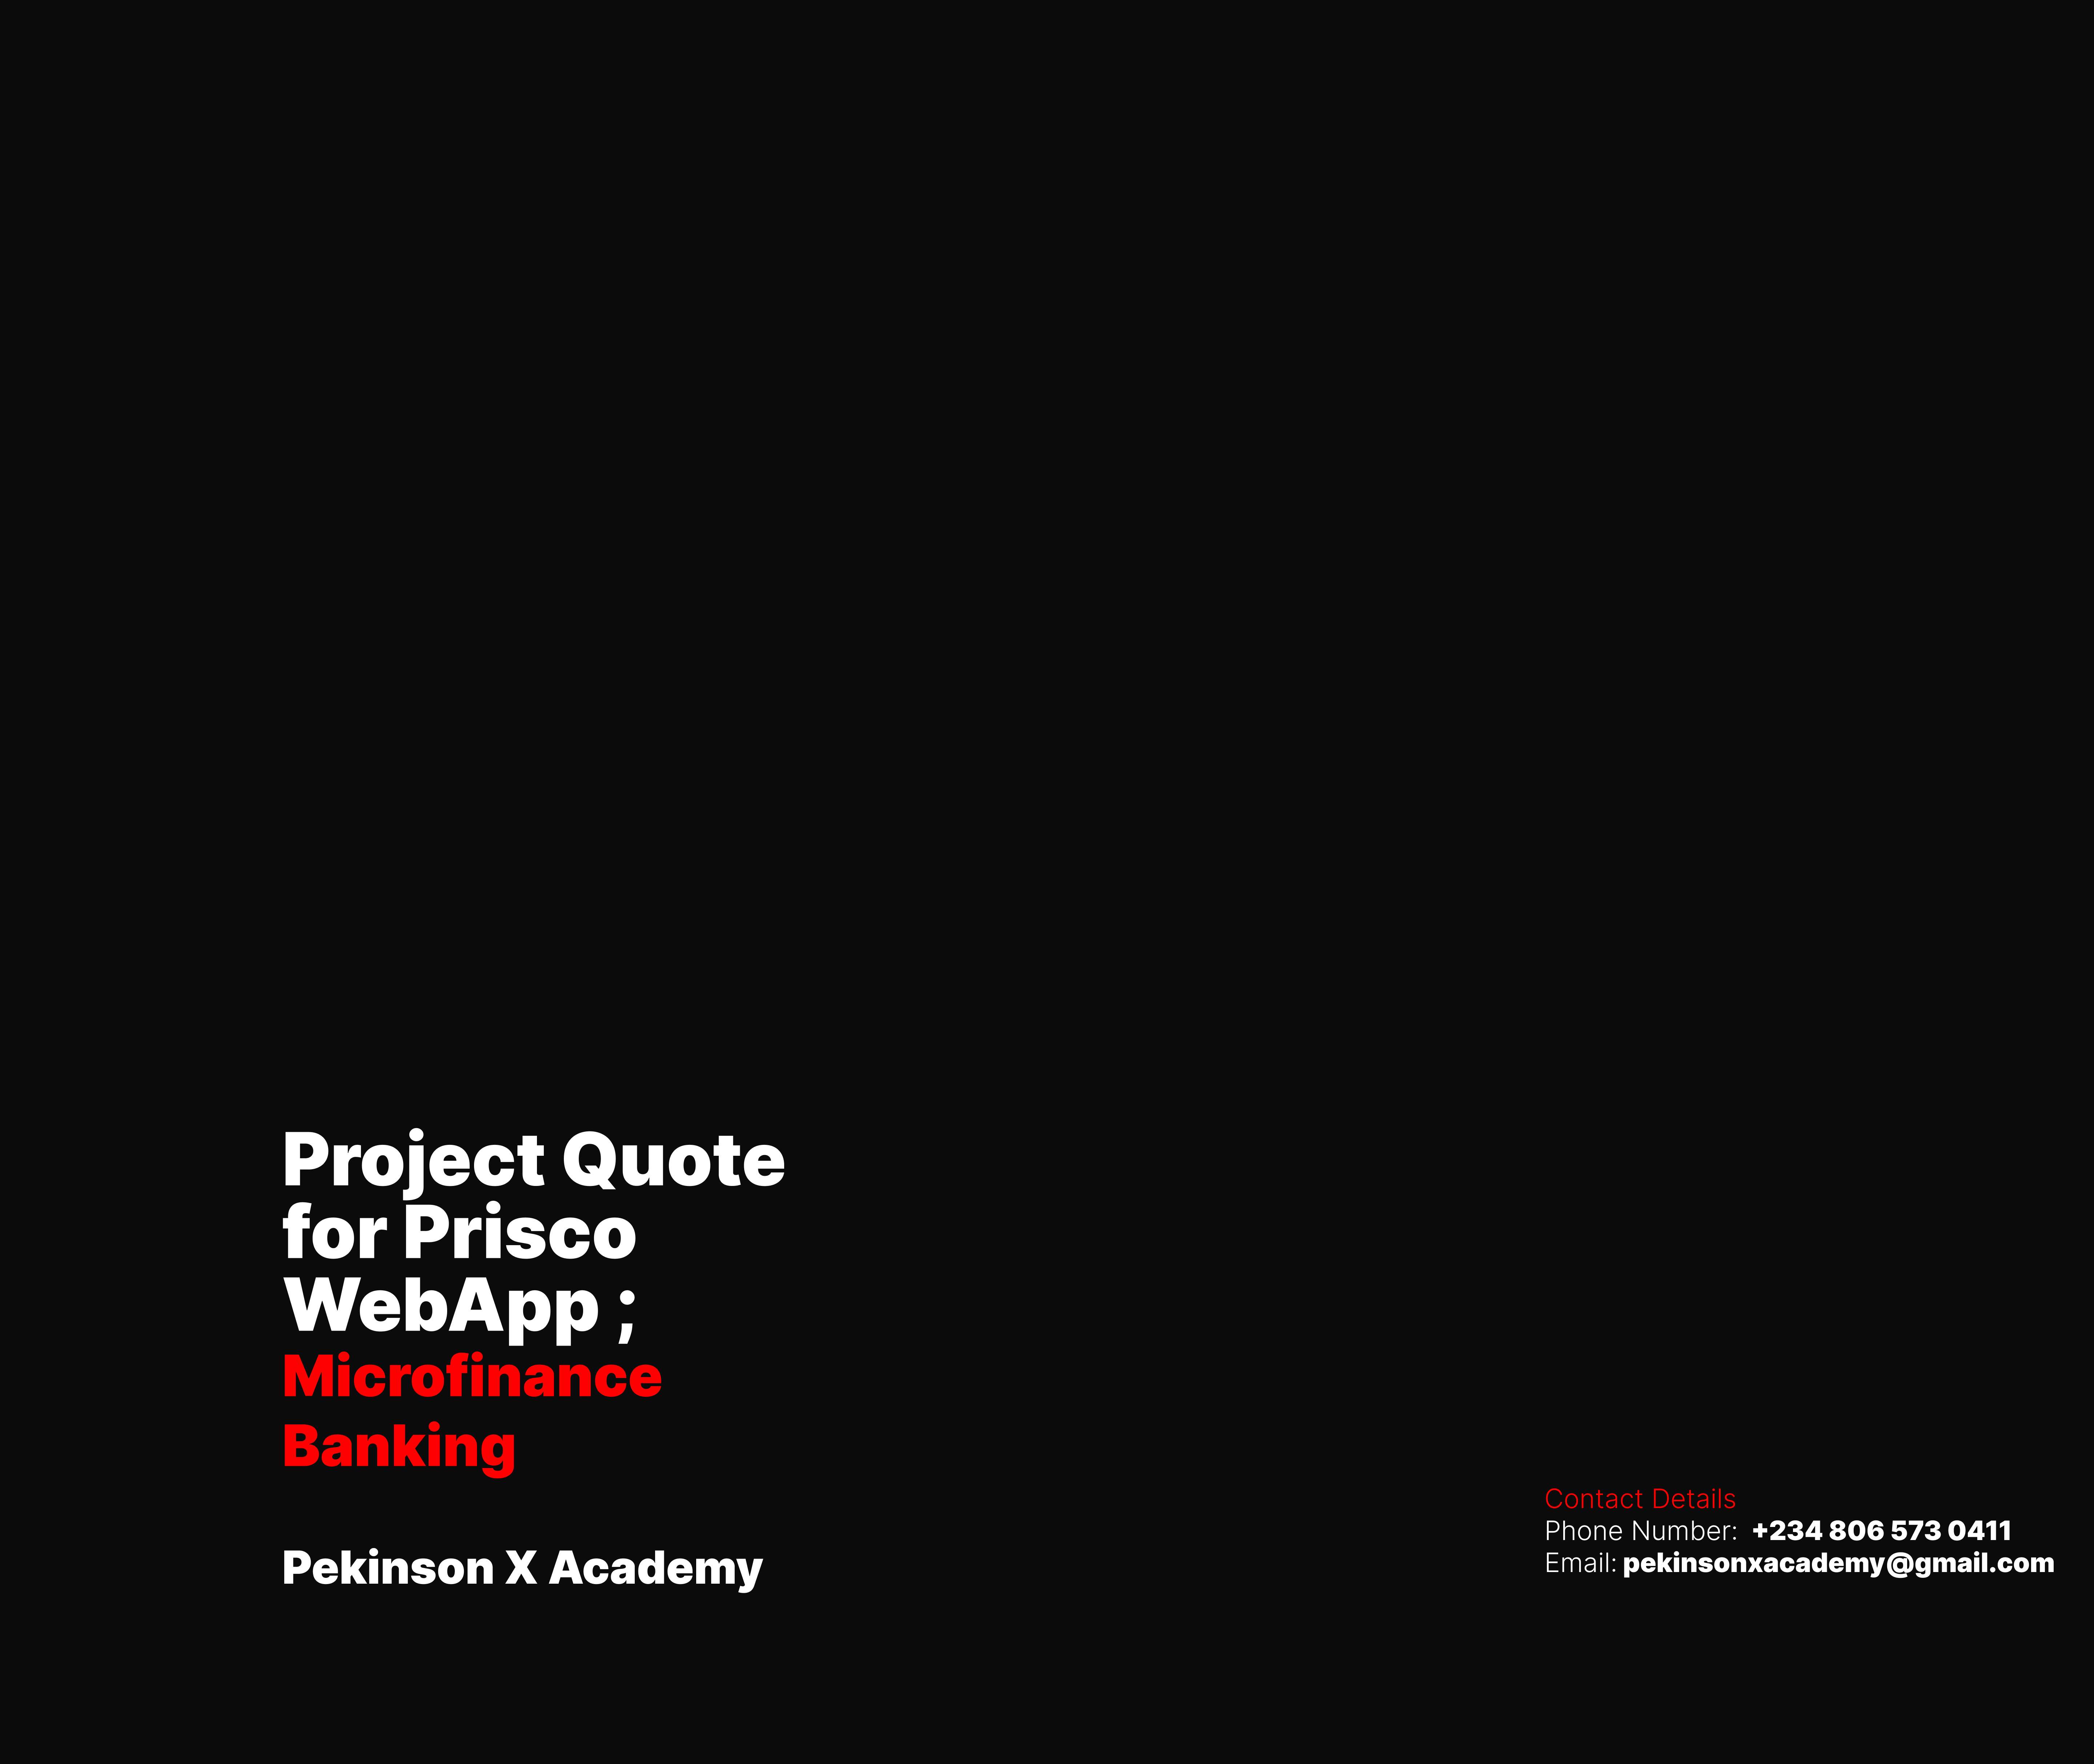 Project Quote
for Prisco
WebApp ;
Microfinance
Banking
Pekinson X Academy
Contact Details
Phone Number: +234 806 573 0411
Email: pekinsonxacademy@gmail.com